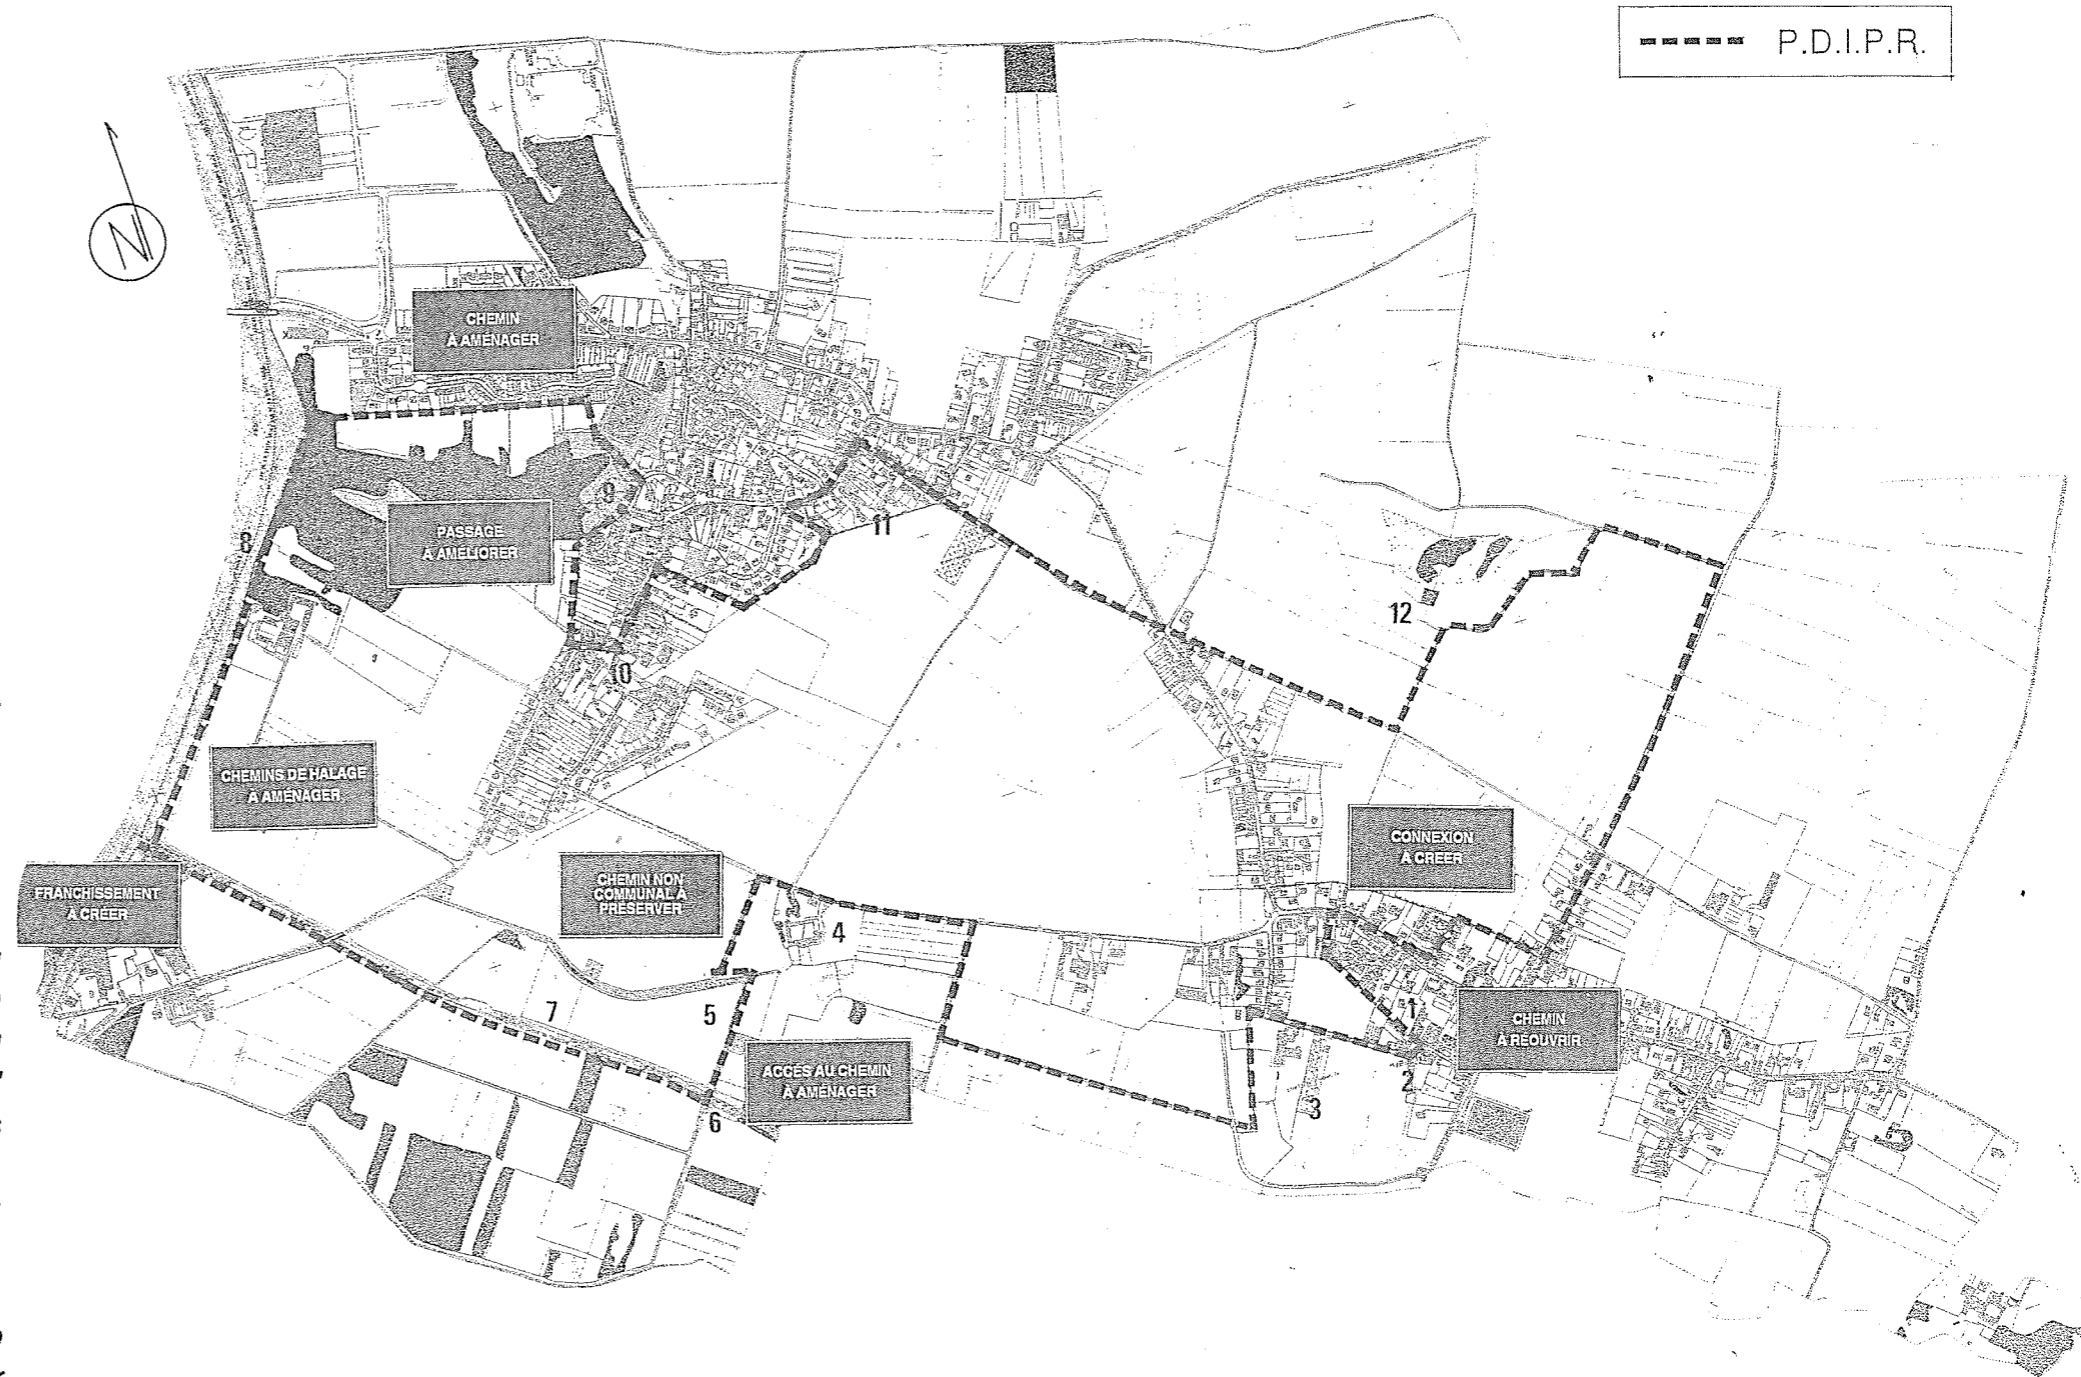 P.D.I.P.R.
N
CHEMIN
À AMÉNAGER
9
PASSAGE
À AMÉLIORER
11
8
12
10
CHEMINS DE HALAGE
À AMÉNAGER
CONNEXION
À CRÉER
CHEMIN NON
COMMUNAL À
PRÉSERVER
FRANCHISSEMENT
À CRÉER
4
7
5
1
CHEMIN
À RÉOUVRIR
ACCÈS AU CHEMIN
À AMÉNAGER
2
6
3